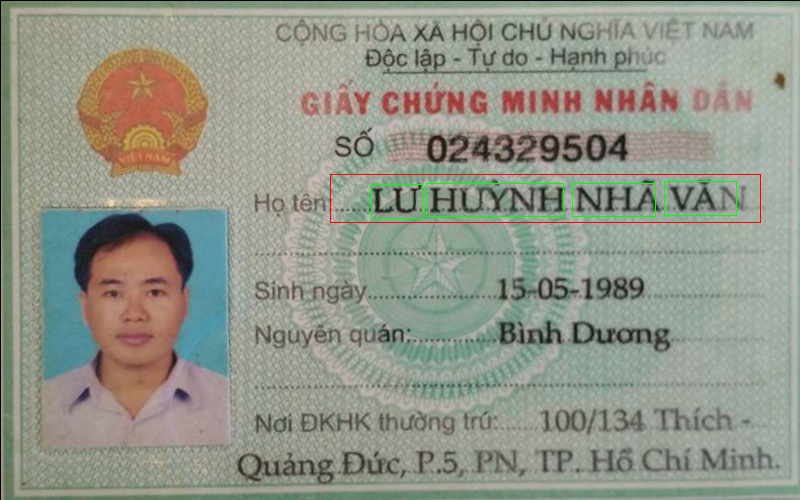 CỘNG HÒA XÃ HỘI CHỦ NGHĨA VIỆT NAM
Độc lập - Tự do - Hạnh phúc
GIẤY CHỨNG MINH NHÂN DÂN
VIỆT NAM
SỐ 024329504
Họ tên: LƯ HUỲNH NHÃ VĂN
Sinh ngày 15-05-1989
Nguyên quán: Bình Dương
Nơi ĐKHK thường trú: 100/134 Thích -
Quảng Đức, P.5, PN, TP. Hồ Chí Minh.